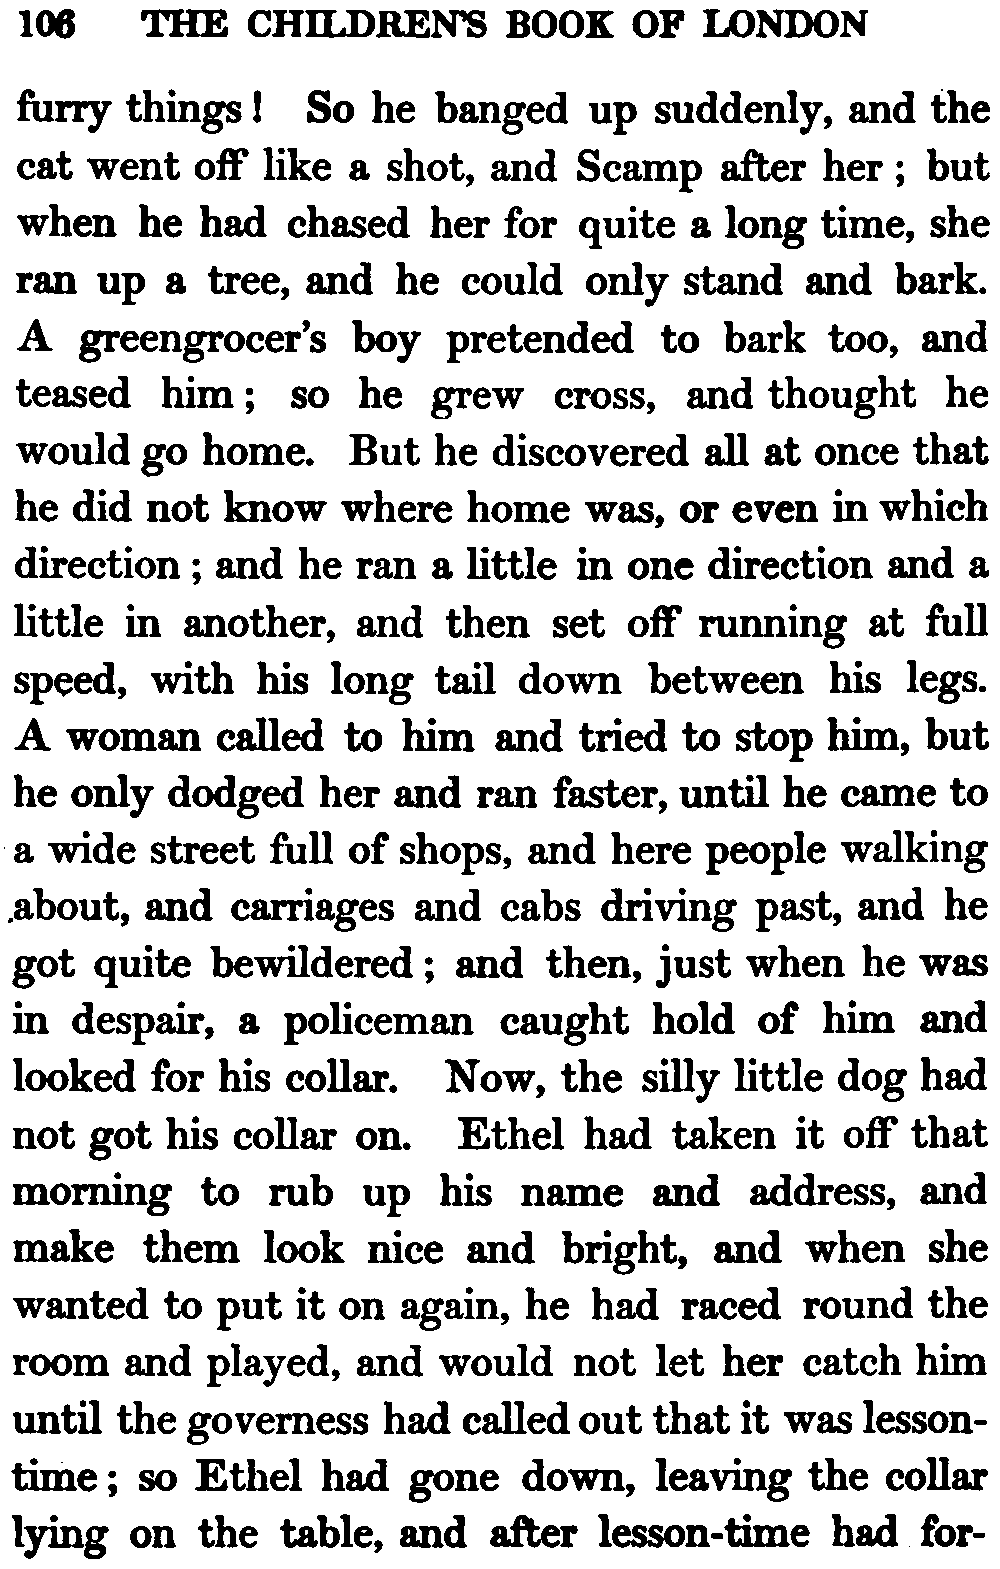 106 THE CHILDREN'S BOOK OF LONDON
furry things! So he banged up suddenly, and the
cat went off like a shot, and Scamp after her; but
when he had chased her for quite a long time, she
ran up a tree, and he could only stand and bark.
A greengrocer's boy pretended to bark too, and
teased him; so he grew cross, and thought he
would go home. But he discovered all at once that
he did not know where home was, or even in which
direction; and he ran a little in one direction and a
little in another, and then set off running at full
speed, with his long tail down between his legs.
A woman called to him and tried to stop him, but
he only dodged her and ran faster, until he came to
a wide street full of shops, and here people walking
about, and carriages and cabs driving past, and he
got quite bewildered; and then, just when he was
in despair, a policeman caught hold of him and
looked for his collar. Now, the silly little dog had
not got his collar on. Ethel had taken it off that
morning to rub up his name and address, and
make them look nice and bright, and when she
wanted to put it on again, he had raced round the
room and played, and would not let her catch him
until the governess had called out that it was lesson-
time; so Ethel had gone down, leaving the collar
lying on the table, and after lesson-time had for-